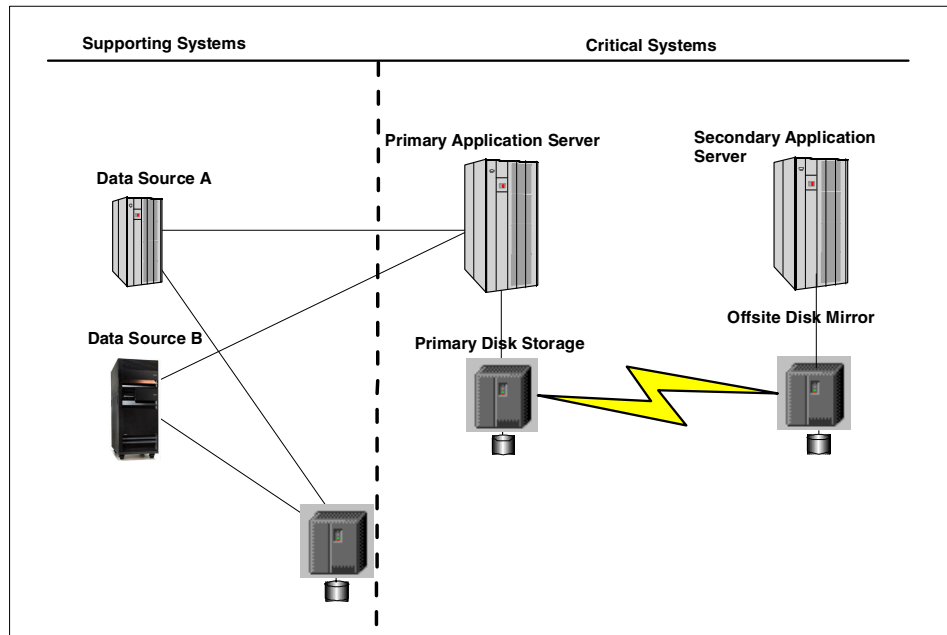 Supporting Systems
Critical Systems
Primary Application Server
Secondary Application
Server
Data Source A
Offsite Disk Mirror
Data Source B
Primary Disk Storage